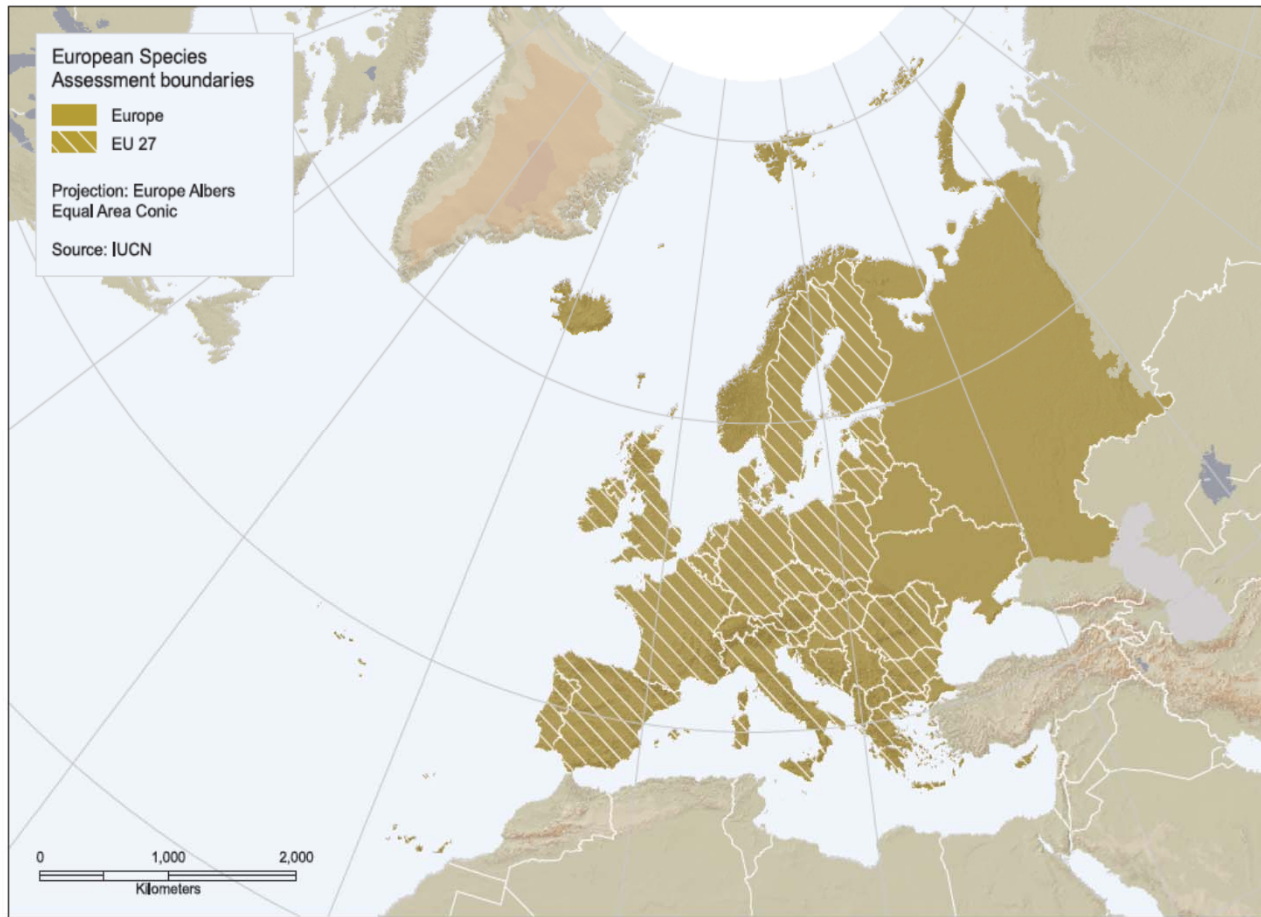 European Species
Assessment boundaries
Europe
EU 27
Projection: Europe Albers
Equal Area Conic
Source: IUCN
0 1,000 2,000
Kilometers